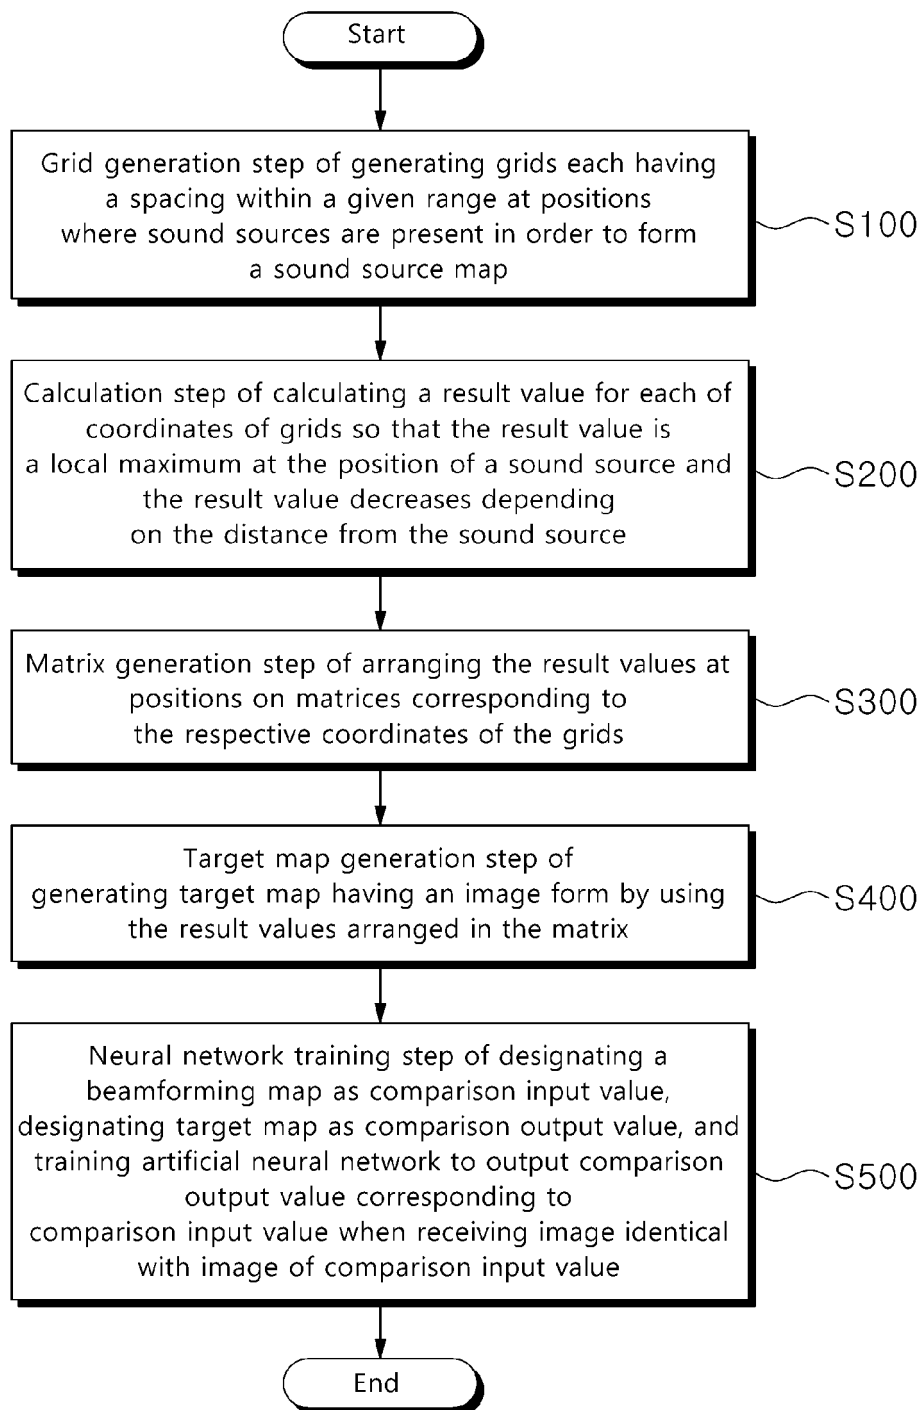 Start
Grid generation step of generating grids each having
a spacing within a given range at positions
where sound sources are present in order to form
a sound source map
S100
Calculation step of calculating a result value for each of
coordinates of grids so that the result value is
a local maximum at the position of a sound source and
the result value decreases depending
on the distance from the sound source
S200
Matrix generation step of arranging the result values at
positions on matrices corresponding to
the respective coordinates of the grids
S300
Target map generation step of
generating target map having an image form by using
the result values arranged in the matrix
S400
Neural network training step of designating a
beamforming map as comparison input value,
designating target map as comparison output value, and
training artificial neural network to output comparison
output value corresponding to
comparison input value when receiving image identical
with image of comparison input value
S500
End